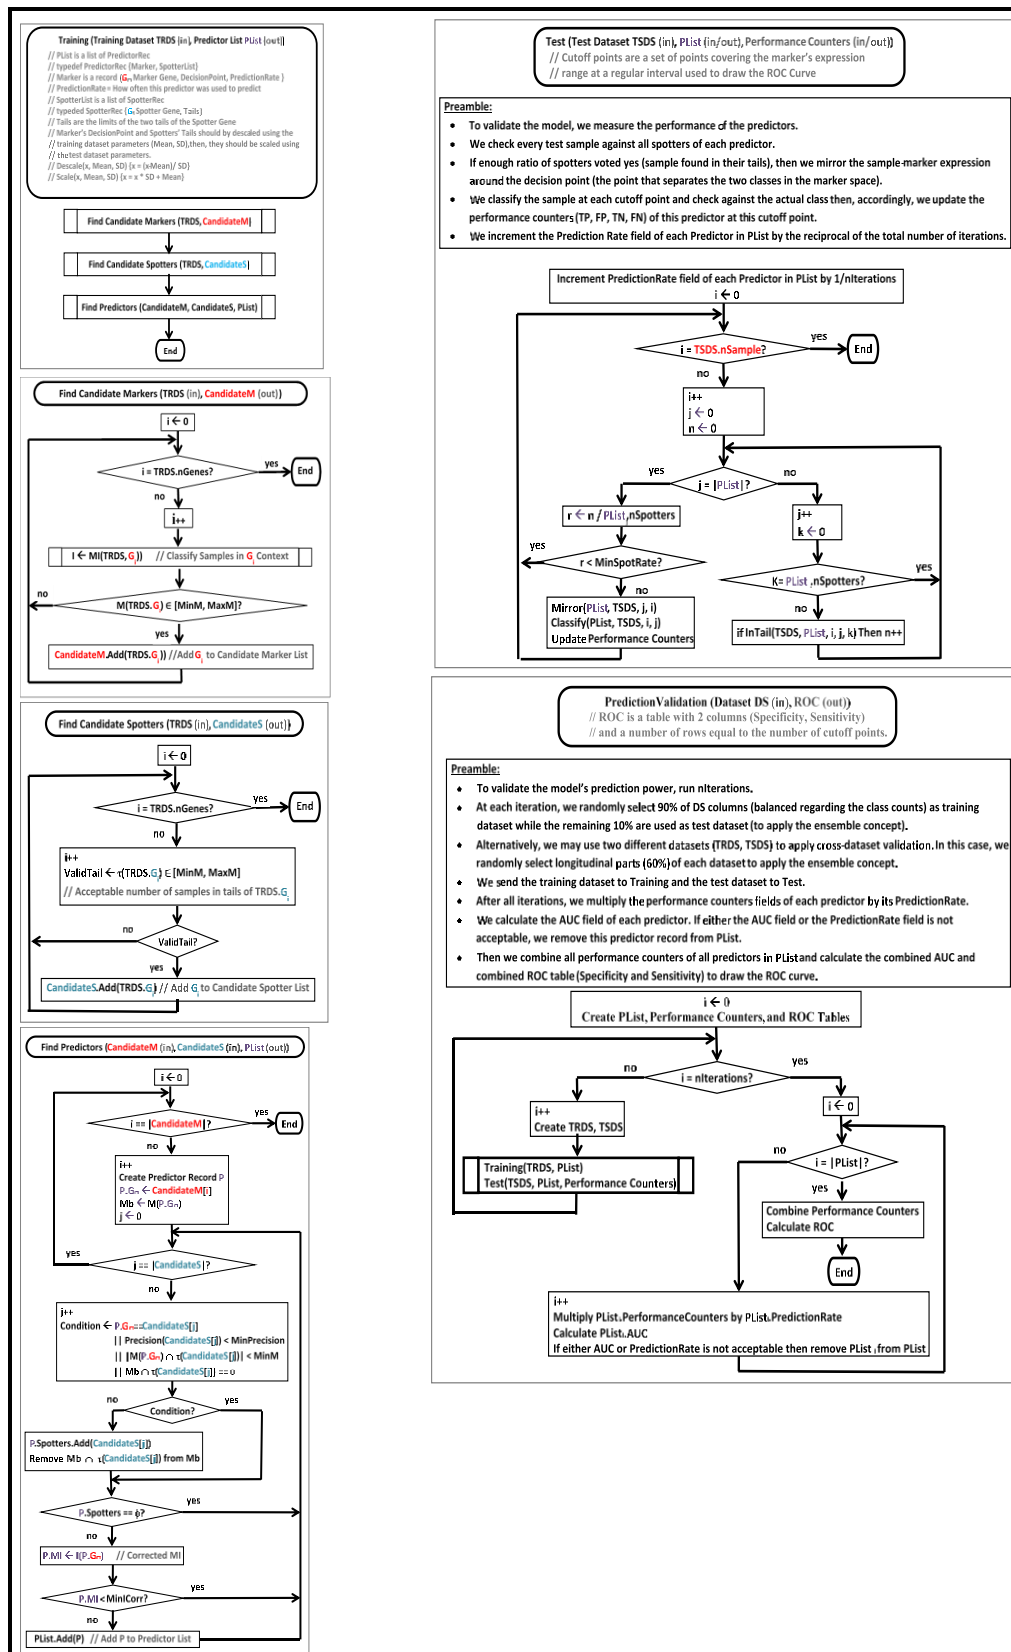 Training (Training Dataset TRDS (in), Predictor List PList (out))
// PList is a list of PredictorRec
// typedef PredictorRec {Marker, SpotterList}
// Marker is a record (Gm, Marker Gene, DecisionPoint, PredictionRate )
// PredictionRate = How often this predictor was used to predict
// SpotterList is a list of SpotterRec
// typeded SpotterRec (G, Spotter Gene, Tails)
// Tails are the limits of the two tails of the Spotter Gene
// Marker's DecisionPoint and Spotters' Tails should by descaled using the
training dataset parameters (Mean, SD),then, they should be scaled using
the test dataset parameters.
// Descale(x, Mean, SD) {x = (x-Mean)/ SD}
// Scale(x, Mean, SD) {x = x * SD + Mean}
Find Candidate Markers (TRDS, CandidateM)
Find Candidate Spotters (TRDS, CandidateS)
Find Predictors (CandidateM, CandidateS, PList)
End
Find Candidate Markers (TRDS (in), CandidateM (out))
i ← 0
i = TRDS.nGenes?
yes
End
no
i++
I ← MI(TRDS, Gi)) // Classify Samples in Gi Context
no
M(TRDS.Gi) ∈ [MinM, MaxM]?
yes
CandidateM.Add(TRDS.Gi)) //Add Gi to Candidate Marker List
Find Candidate Spotters (TRDS (in), CandidateS (out))
i ← 0
i = TRDS.nGenes?
yes
End
no
i++
ValidTail ← τ(TRDS.Gi) ∈ [MinM, MaxM]
// Acceptable number of samples in tails of TRDS.Gi
no
ValidTail?
yes
CandidateS.Add(TRDS.Gi) // Add Gi to Candidate Spotter List
Find Predictors (CandidateM (in), CandidateS (in), PList (out))
i ← 0
i == |CandidateM|?
yes
End
no
i++
Create Predictor Record P
P.Gm ← CandidateM[i]
Mb ← M(P.Gm)
j ← 0
yes
j == |CandidateS|?
no
j++
Condition ← P.Gm==CandidateS[j]
|| Precision(CandidateS[j]) < MinPrecision
|| |M(P.Gm) ∩ τ(CandidateS[j])| < MinM
|| Mb ∩ τ(CandidateS[j]) == 0
no
yes
Condition?
P.Spotters.Add(CandidateS[j])
Remove Mb ∩ τ(CandidateS[j]) from Mb
P.Spotters == ϕ?
yes
no
P.MI ← I(P.Gm) // Corrected MI
P.MI < MinICorr?
yes
no
PList.Add(P) // Add P to Predictor List
Test (Test Dataset TSDS (in), PList (in/out), Performance Counters (in/out))
// Cutoff points are a set of points covering the marker's expression
// range at a regular interval used to draw the ROC Curve
Preamble:
• To validate the model, we measure the performance of the predictors.
• We check every test sample against all spotters of each predictor.
• If enough ratio of spotters voted yes (sample found in their tails), then we mirror the sample-marker expression
around the decision point (the point that separates the two classes in the marker space).
• We classify the sample at each cutoff point and check against the actual class then, accordingly, we update the
performance counters (TP, FP, TN, FN) of this predictor at this cutoff point.
• We increment the Prediction Rate field of each Predictor in PList by the reciprocal of the total number of iterations.
Increment PredictionRate field of each Predictor in PList by 1/nIterations
i ← 0
i = TSDS.nSample?
yes
End
no
i++
j ← 0
n ← 0
yes
j = |PList|?
no
r ← n / PListj.nSpotters
j++
k ← 0
yes
r < MinSpotRate?
no
K= PListj.nSpotters?
yes
no
Mirror(PList, TSDS, j, i)
Classify(PList, TSDS, i, j)
Update Performance Counters
if InTail(TSDS, PList, i, j, k) Then n++
PredictionValidation (Dataset DS (in), ROC (out))
// ROC is a table with 2 columns (Specificity, Sensitivity)
// and a number of rows equal to the number of cutoff points.
Preamble:
• To validate the model's prediction power, run nIterations.
• At each iteration, we randomly select 90% of DS columns (balanced regarding the class counts) as training
dataset while the remaining 10% are used as test dataset (to apply the ensemble concept).
• Alternatively, we may use two different datasets (TRDS, TSDS) to apply cross-dataset validation. In this case, we
randomly select longitudinal parts (60%) of each dataset to apply the ensemble concept.
• We send the training dataset to Training and the test dataset to Test.
• After all iterations, we multiply the performance counters fields of each predictor by its PredictionRate.
• We calculate the AUC field of each predictor. If either the AUC field or the PredictionRate field is not
acceptable, we remove this predictor record from PList.
• Then we combine all performance counters of all predictors in PList and calculate the combined AUC and
combined ROC table (Specificity and Sensitivity) to draw the ROC curve.
i ← 0
Create PList, Performance Counters, and ROC Tables
no
i = nIterations?
yes
i++
Create TRDS, TSDS
i ← 0
Training(TRDS, PList)
Test(TSDS, PList, Performance Counters)
no
i = |PList|?
yes
Combine Performance Counters
Calculate ROC
End
i++
Multiply PListi.PerformanceCounters by PListi.PredictionRate
Calculate PListi.AUC
If either AUC or PredictionRate is not acceptable then remove PListi from PList